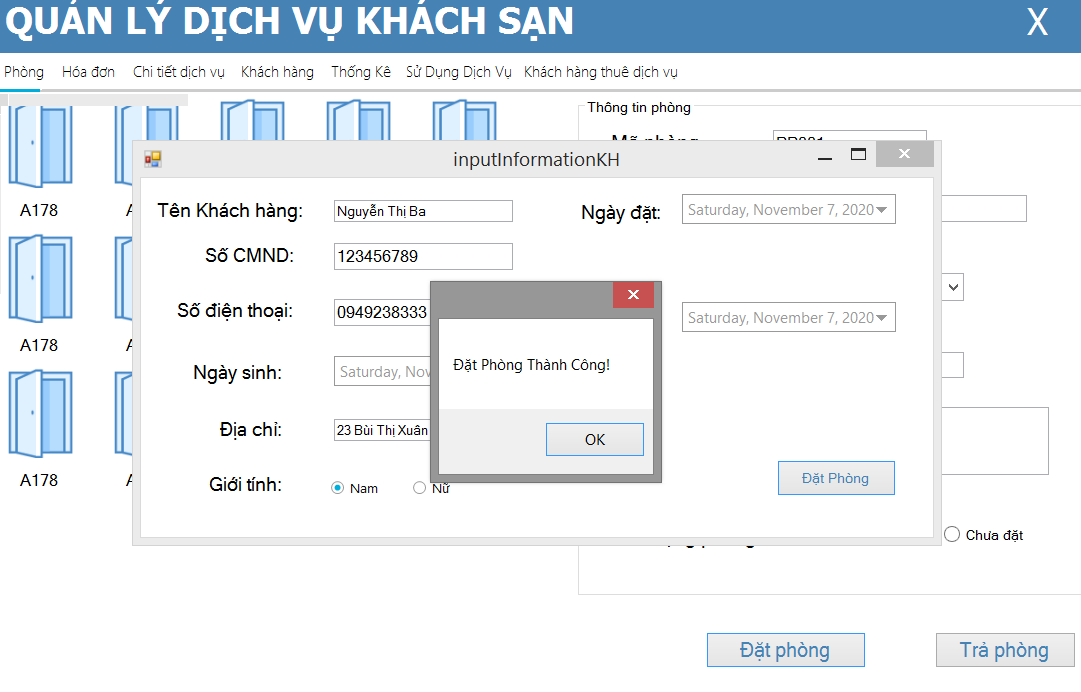 QUẢN LÝ DỊCH VỤ KHÁCH SẠN X
Phòng Hóa đơn Chi tiết dịch vụ Khách hàng Thống Kê Sử Dụng Dịch Vụ Khách hàng thuê dịch vụ
Thông tin phòng
Mã phòng
inputInformationKH
Tên Khách hàng: Nguyễn Thị Ba Ngày đặt: Saturday, November 7, 2020
A178
Số CMND: 123456789
Số điện thoại: 0949238333 Saturday, November 7, 2020
A178
Đặt Phòng Thành Công!
Ngày sinh: Saturday, Nov
Địa chỉ: 23 Bùi Thị Xuân
OK
A178
Giới tính: Nam Nữ
Đặt Phòng
Chưa đặt
Đặt phòng Trả phòng